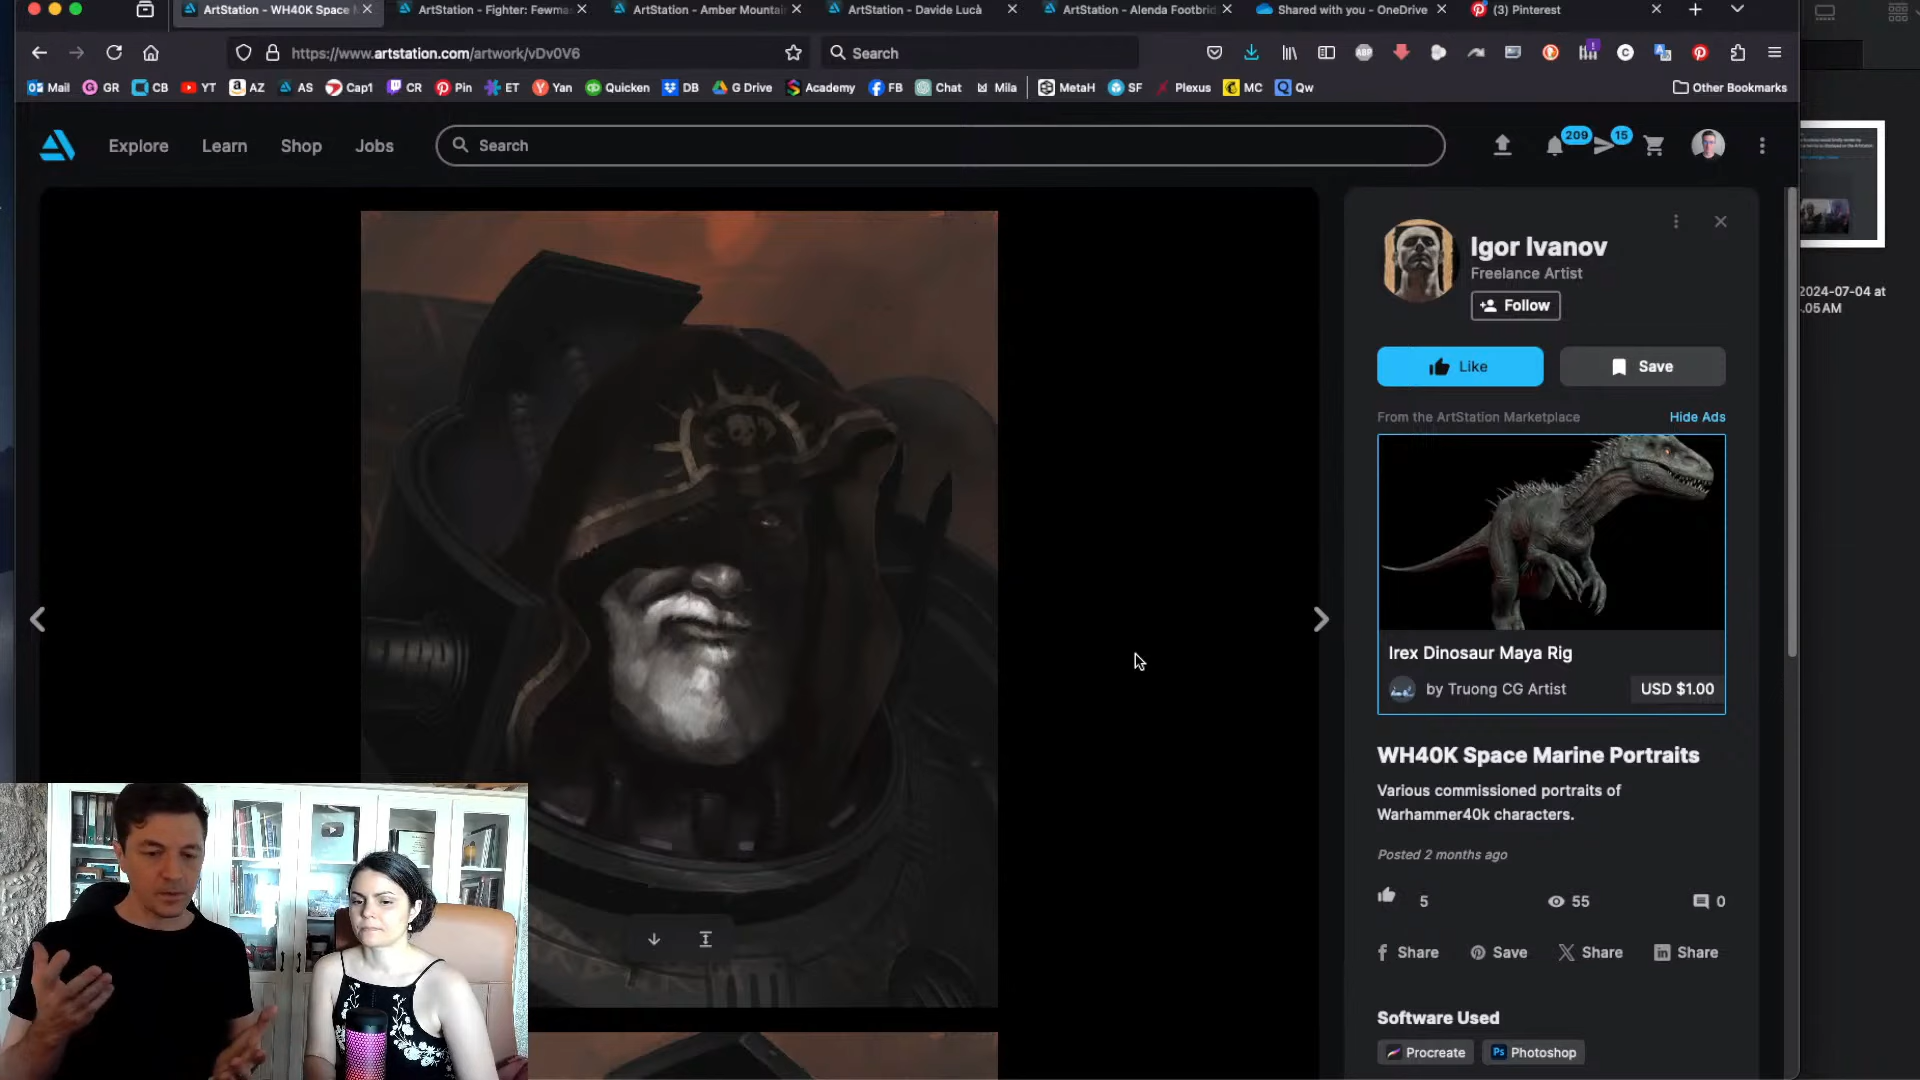 ArtStation - WH40K Space
ArtStation - Fighter: Fewma
ArtStation - Amber Mountai
ArtStation - Davide Lucà
ArtStation - Alenda Footbrid
Shared with you - OneDrive
(3) Pinterest
https://www.artstation.com/artwork/vDv0V6
Search
Mail
GR
CB
YT
AZ
AS
Cap1
CR
Pin
ET
Yan
Quicken
DB
G Drive
Academy
FB
Chat
Mila
MetaH
SF
Plexus
MC
Qw
Other Bookmarks
Explore
Learn
Shop
Jobs
Search
209
15
Igor Ivanov
Freelance Artist
Follow
Like
Save
From the ArtStation Marketplace
Hide Ads
Irex Dinosaur Maya Rig
by Truong CG Artist
USD $1.00
WH40K Space Marine Portraits
Various commissioned portraits of
Warhammer40k characters.
Posted 2 months ago
5
55
0
Share
Save
Share
Share
Software Used
Procreate
Ps Photoshop
2024-07-04 at
.05 AM